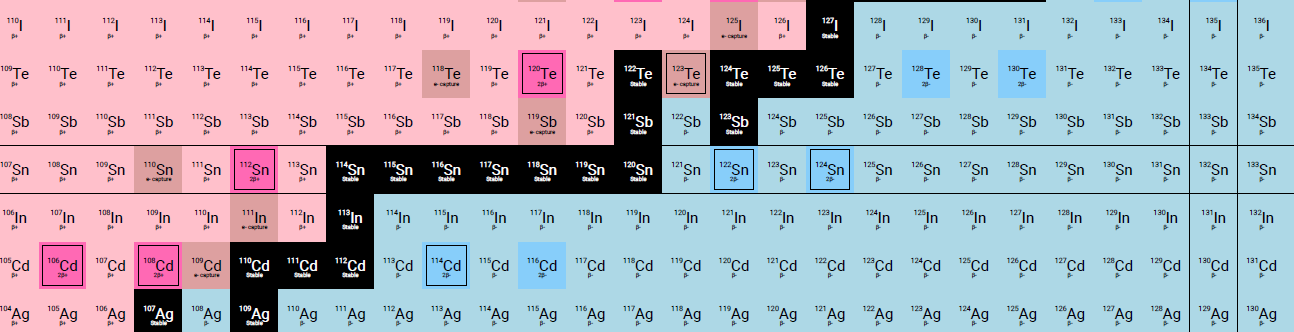 110I 111I 112I 113I 114I 115I 116I 117I 118I 119I 120I 121I 122I 123I 124I 125I 126I 127I 128I 129I 130I 131I 132I 133I 134I 135I 136I
β+ β+ β+ β+ β+ β+ β+ β+ β+ β+ β+ β+ β+ β+ β+ e- capture β+ Stable β- β- β- β- β- β- β- β- β-
109Te 110Te 111Te 112Te 113Te 114Te 115Te 116Te 117Te 118Te 119Te 120Te 121Te 122Te 123Te 124Te 125Te 126Te 127Te 128Te 129Te 130Te 131Te 132Te 133Te 134Te 135Te
β+ β+ β+ β+ β+ β+ β+ β+ β+ e- capture β+ 2β+ β+ Stable e- capture Stable Stable Stable β- 2β- β- 2β- β- β- β- β- β-
108Sb 109Sb 110Sb 111Sb 112Sb 113Sb 114Sb 115Sb 116Sb 117Sb 118Sb 119Sb 120Sb 121Sb 122Sb 123Sb 124Sb 125Sb 126Sb 127Sb 128Sb 129Sb 130Sb 131Sb 132Sb 133Sb 134Sb
β+ β+ β+ β+ β+ β+ β+ β+ β+ β+ β+ e- capture β+ Stable β- Stable β- β- β- β- β- β- β- β- β- β- β-
107Sn 108Sn 109Sn 110Sn 111Sn 112Sn 113Sn 114Sn 115Sn 116Sn 117Sn 118Sn 119Sn 120Sn 121Sn 122Sn 123Sn 124Sn 125Sn 126Sn 127Sn 128Sn 129Sn 130Sn 131Sn 132Sn 133Sn
β+ β+ β+ e- capture β+ 2β+ β+ Stable Stable Stable Stable Stable Stable Stable β- 2β- β- 2β- β- β- β- β- β- β- β- β- β-
106In 107In 108In 109In 110In 111In 112In 113In 114In 115In 116In 117In 118In 119In 120In 121In 122In 123In 124In 125In 126In 127In 128In 129In 130In 131In 132In
β+ β+ β+ β+ β+ e- capture β+ Stable β- β- β- β- β- β- β- β- β- β- β- β- β- β- β- β- β- β- β-
105Cd 106Cd 107Cd 108Cd 109Cd 110Cd 111Cd 112Cd 113Cd 114Cd 115Cd 116Cd 117Cd 118Cd 119Cd 120Cd 121Cd 122Cd 123Cd 124Cd 125Cd 126Cd 127Cd 128Cd 129Cd 130Cd 131Cd
β+ 2β+ β+ 2β+ e- capture Stable Stable Stable β- 2β- β- 2β- β- β- β- β- β- β- β- β- β- β- β- β- β- β- β-
104Ag 105Ag 106Ag 107Ag 108Ag 109Ag 110Ag 111Ag 112Ag 113Ag 114Ag 115Ag 116Ag 117Ag 118Ag 119Ag 120Ag 121Ag 122Ag 123Ag 124Ag 125Ag 126Ag 127Ag 128Ag 129Ag 130Ag
β+ β+ β+ Stable β- Stable β- β- β- β- β- β- β- β- β- β- β- β- β- β- β- β- β- β- β- β- β-